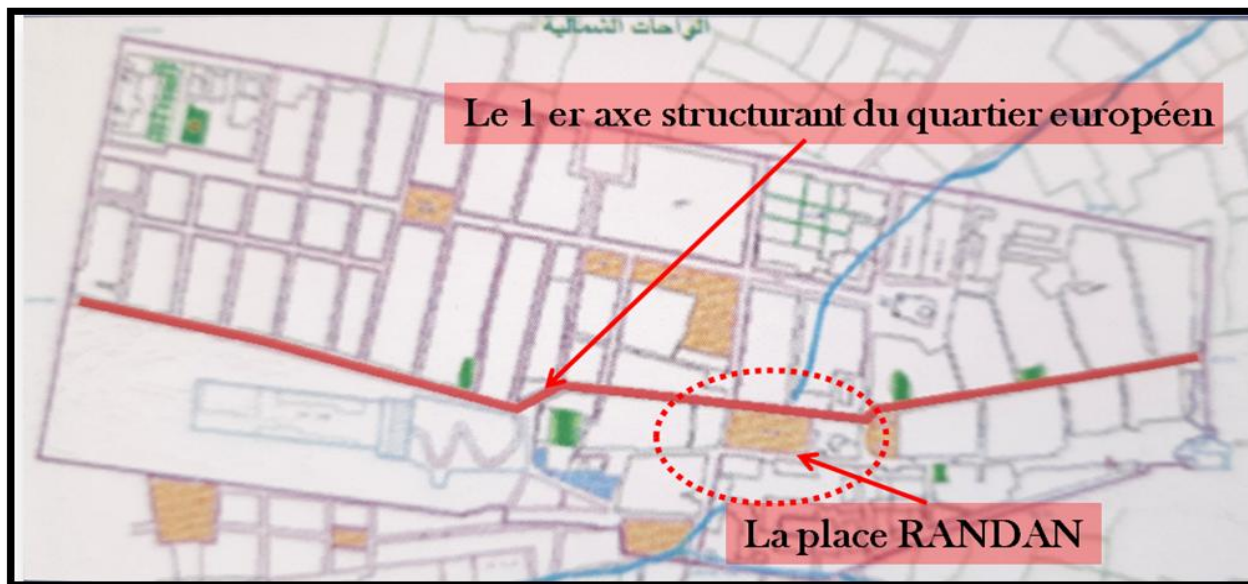 الواحات الشمالية
Le 1 er axe structurant du quartier européen
La place RANDAN